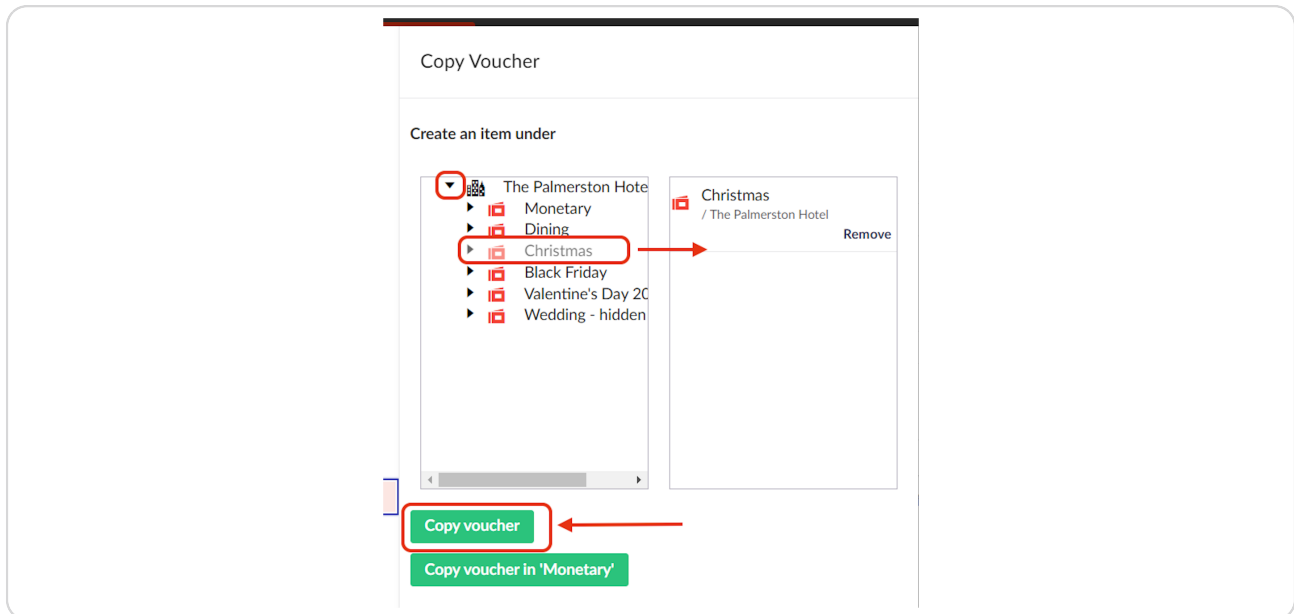 Copy Voucher
Create an item under
The Palmerston Hote
Monetary
Dining
Christmas
Black Friday
Valentine's Day 20
Wedding - hidden
Christmas
/ The Palmerston Hotel
Remove
Copy voucher
Copy voucher in 'Monetary'